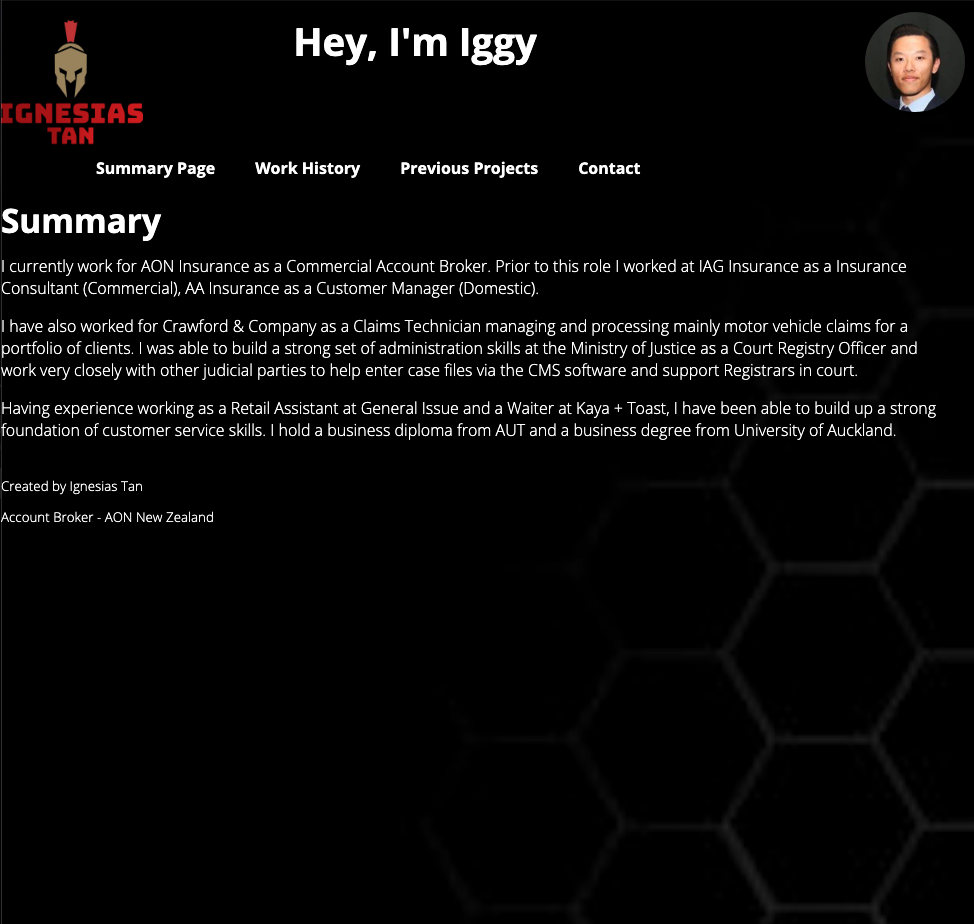 IGNESIAS
TAN
Hey, I'm Iggy
Summary Page Work History Previous Projects Contact
Summary
I currently work for AON Insurance as a Commercial Account Broker. Prior to this role I worked at IAG Insurance as a Insurance
Consultant (Commercial), AA Insurance as a Customer Manager (Domestic).
I have also worked for Crawford & Company as a Claims Technician managing and processing mainly motor vehicle claims for a
portfolio of clients. I was able to build a strong set of administration skills at the Ministry of Justice as a Court Registry Officer and
work very closely with other judicial parties to help enter case files via the CMS software and support Registrars in court.
Having experience working as a Retail Assistant at General Issue and a Waiter at Kaya + Toast, I have been able to build up a strong
foundation of customer service skills. I hold a business diploma from AUT and a business degree from University of Auckland.
Created by Ignesias Tan
Account Broker - AON New Zealand